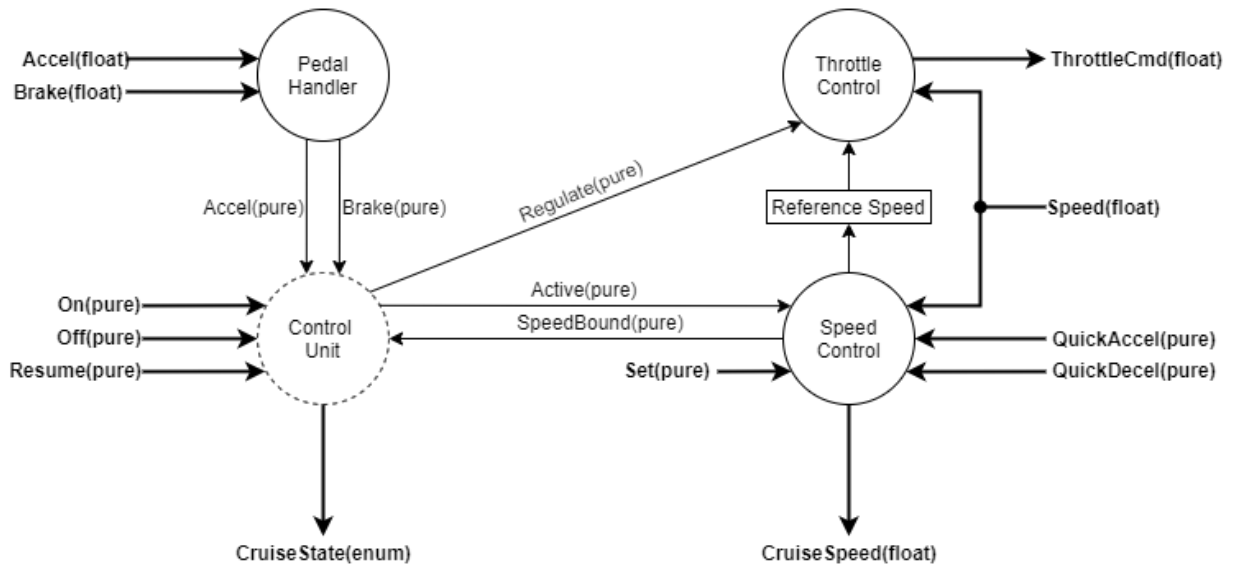 Accel(float)
Brake(float)
Pedal
Handler
Throttle
Control
ThrottleCmd(float)
Accel(pure)
Brake(pure)
Regulate(pure)
Reference Speed
Speed(float)
On(pure)
Off(pure)
Resume(pure)
Control
Unit
Active(pure)
SpeedBound(pure)
Set(pure)
Speed
Control
QuickAccel(pure)
QuickDecel(pure)
CruiseState(enum)
CruiseSpeed(float)